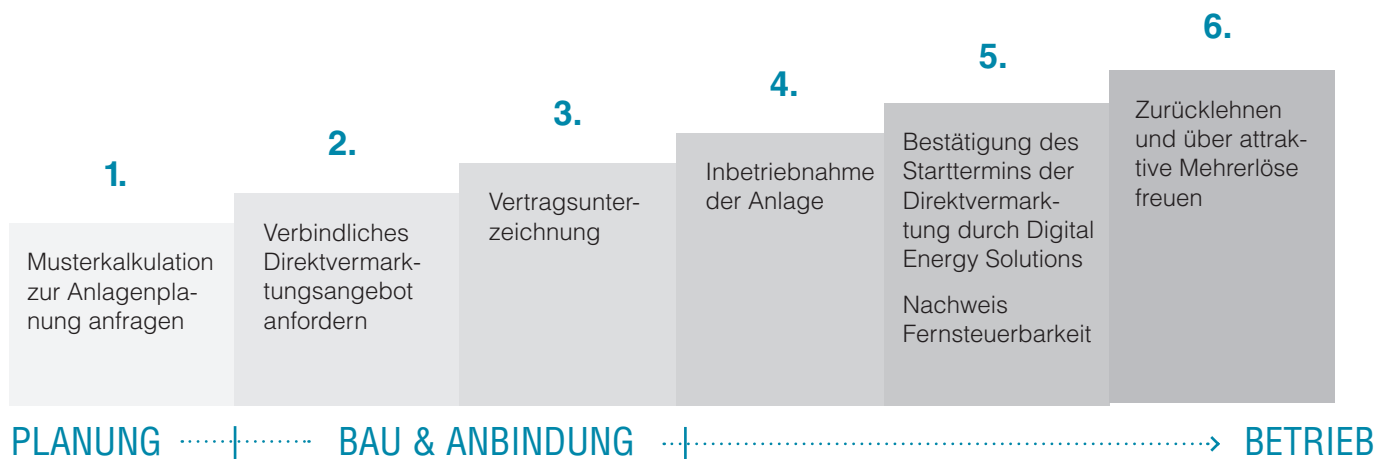 1.
Musterkalkulation
zur Anlagenpla-
nung anfragen
2.
Verbindliches
Direktvermark-
tungsangebot
anfordern
3.
Vertragsunter-
zeichnung
4.
Inbetriebnahme
der Anlage
5.
Bestätigung des
Starttermins der
Direktvermark-
tung durch Digital
Energy Solutions
Nachweis
Fernsteuerbarkeit
6.
Zurücklehnen
und über attrak-
tive Mehrerlöse
freuen
PLANUNG BAU & ANBINDUNG BETRIEB